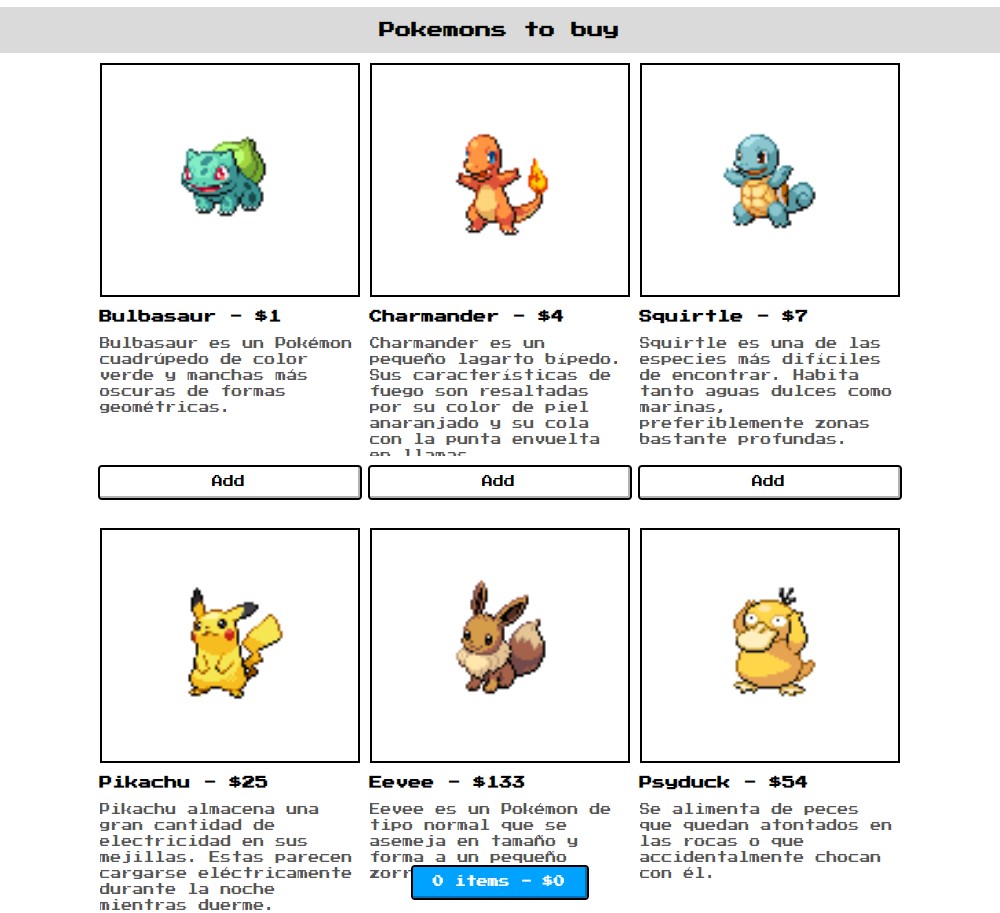 Pokemons to buy
Bulbasaur - $1
Bulbasaur es un Pokémon
cuadrúpedo de color
verde y manchas más
oscuras de formas
geométricas.
Add
Charmander - $4
Charmander es un
pequeño lagarto bípedo.
Sus características de
fuego son resaltadas
por su color de piel
anaranjado y su cola
con la punta envuelta
en llamas
Add
Squirtle - $7
Squirtle es una de las
especies más difíciles
de encontrar. Habita
tanto aguas dulces como
marinas,
preferiblemente zonas
bastante profundas.
Add
Pikachu - $25
Pikachu almacena una
gran cantidad de
electricidad en sus
mejillas. Estas parecen
cargarse eléctricamente
durante la noche
mientras duerme.
Eevee - $133
Eevee es un Pokémon de
tipo normal que se
asemeja en tamaño y
forma a un pequeño
zorr
Psyduck - $54
Se alimenta de peces
que quedan atontados en
las rocas o que
accidentalmente chocan
con él.
0 items - $0